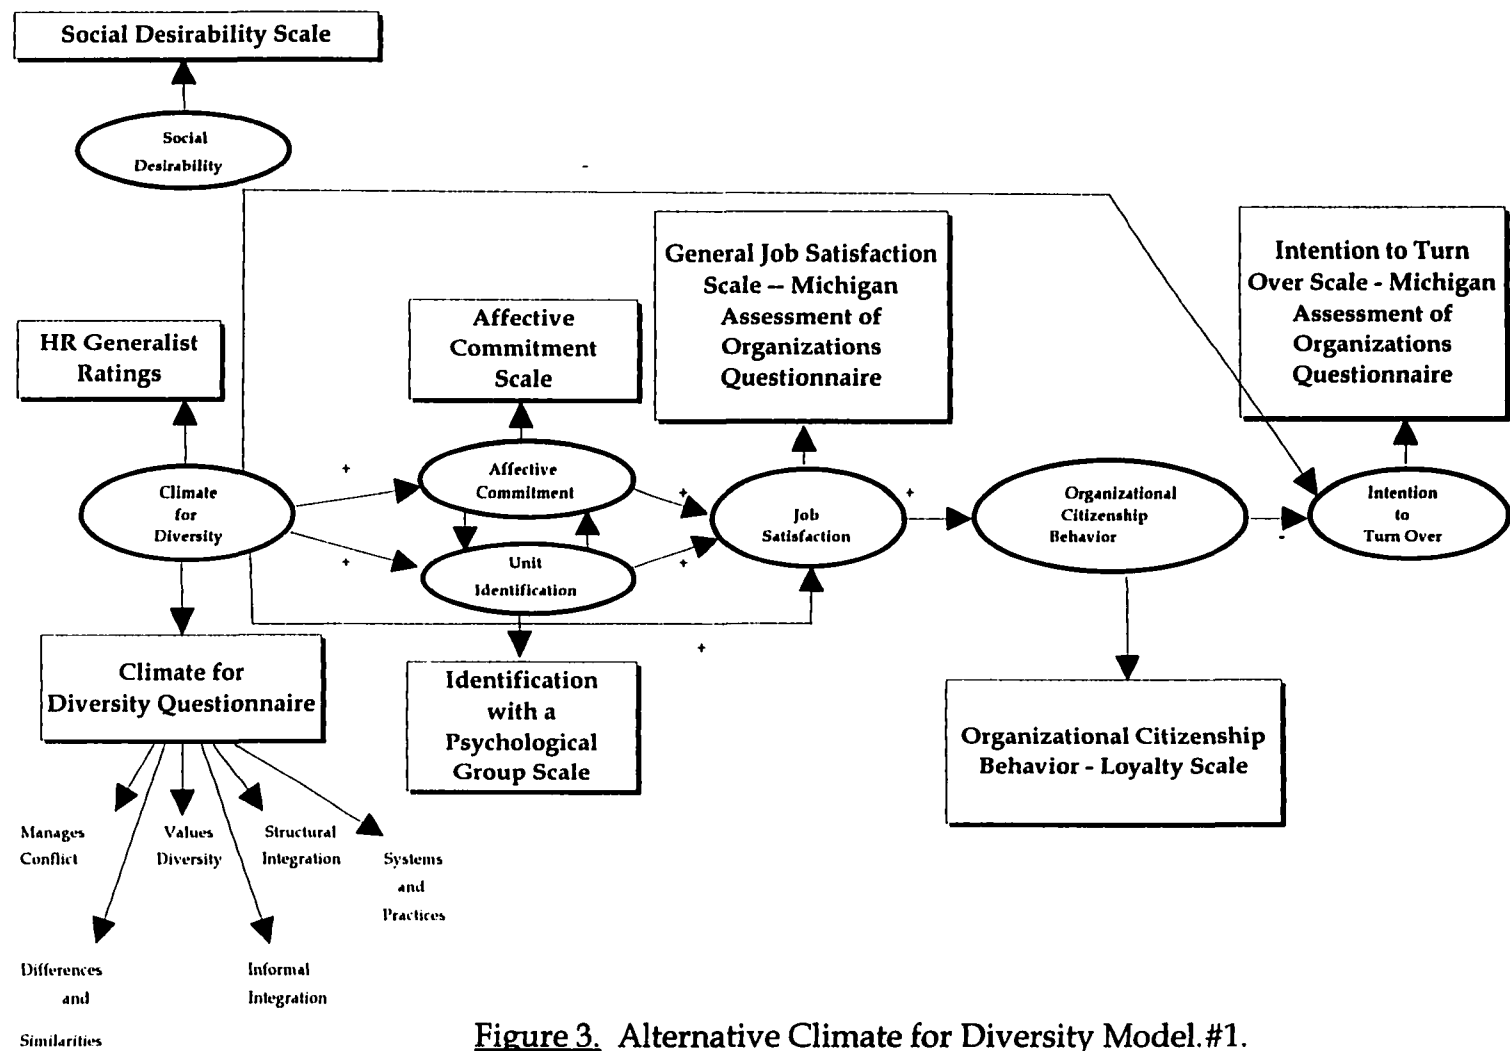 Social Desirability Scale
Social
Desirability
-
General Job Satisfaction
Scale -- Michigan
Assessment of
Organizations
Questionnaire
Intention to Turn
Over Scale - Michigan
Assessment of
Organizations
Questionnaire
HR Generalist
Ratings
Affective
Commitment
Scale
Climate
for
Diversity
+
+
Affective
Commitment
Unit
Identification
+
+
Job
Satisfaction
+
+
Organizational
Citizenship
Behavior
-
Intention
to
Turn Over
Climate for
Diversity Questionnaire
Identification
with a
Psychological
Group Scale
Organizational Citizenship
Behavior - Loyalty Scale
Manages
Conflict
Values
Diversity
Structural
Integration
Systems
and
Practices
Differences
and
Similarities
Informal
Integration
Figure 3. Alternative Climate for Diversity Model.#1.